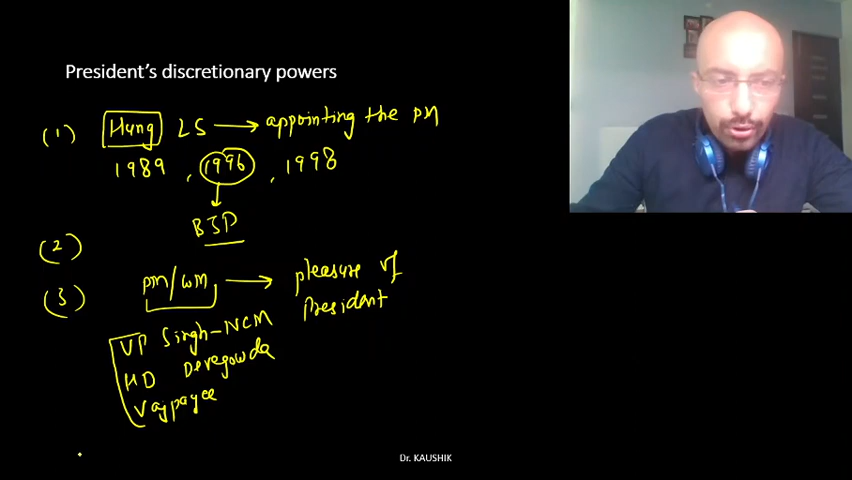 President's discretionary powers
(1) Hung LS → appointing the PM
1989, 1996, 1998
BJP
(2)
(3) PM/WM → pleasure of
President
VP Singh-NCM
HD Devegowda
Vajpayee
Dr. KAUSHIK